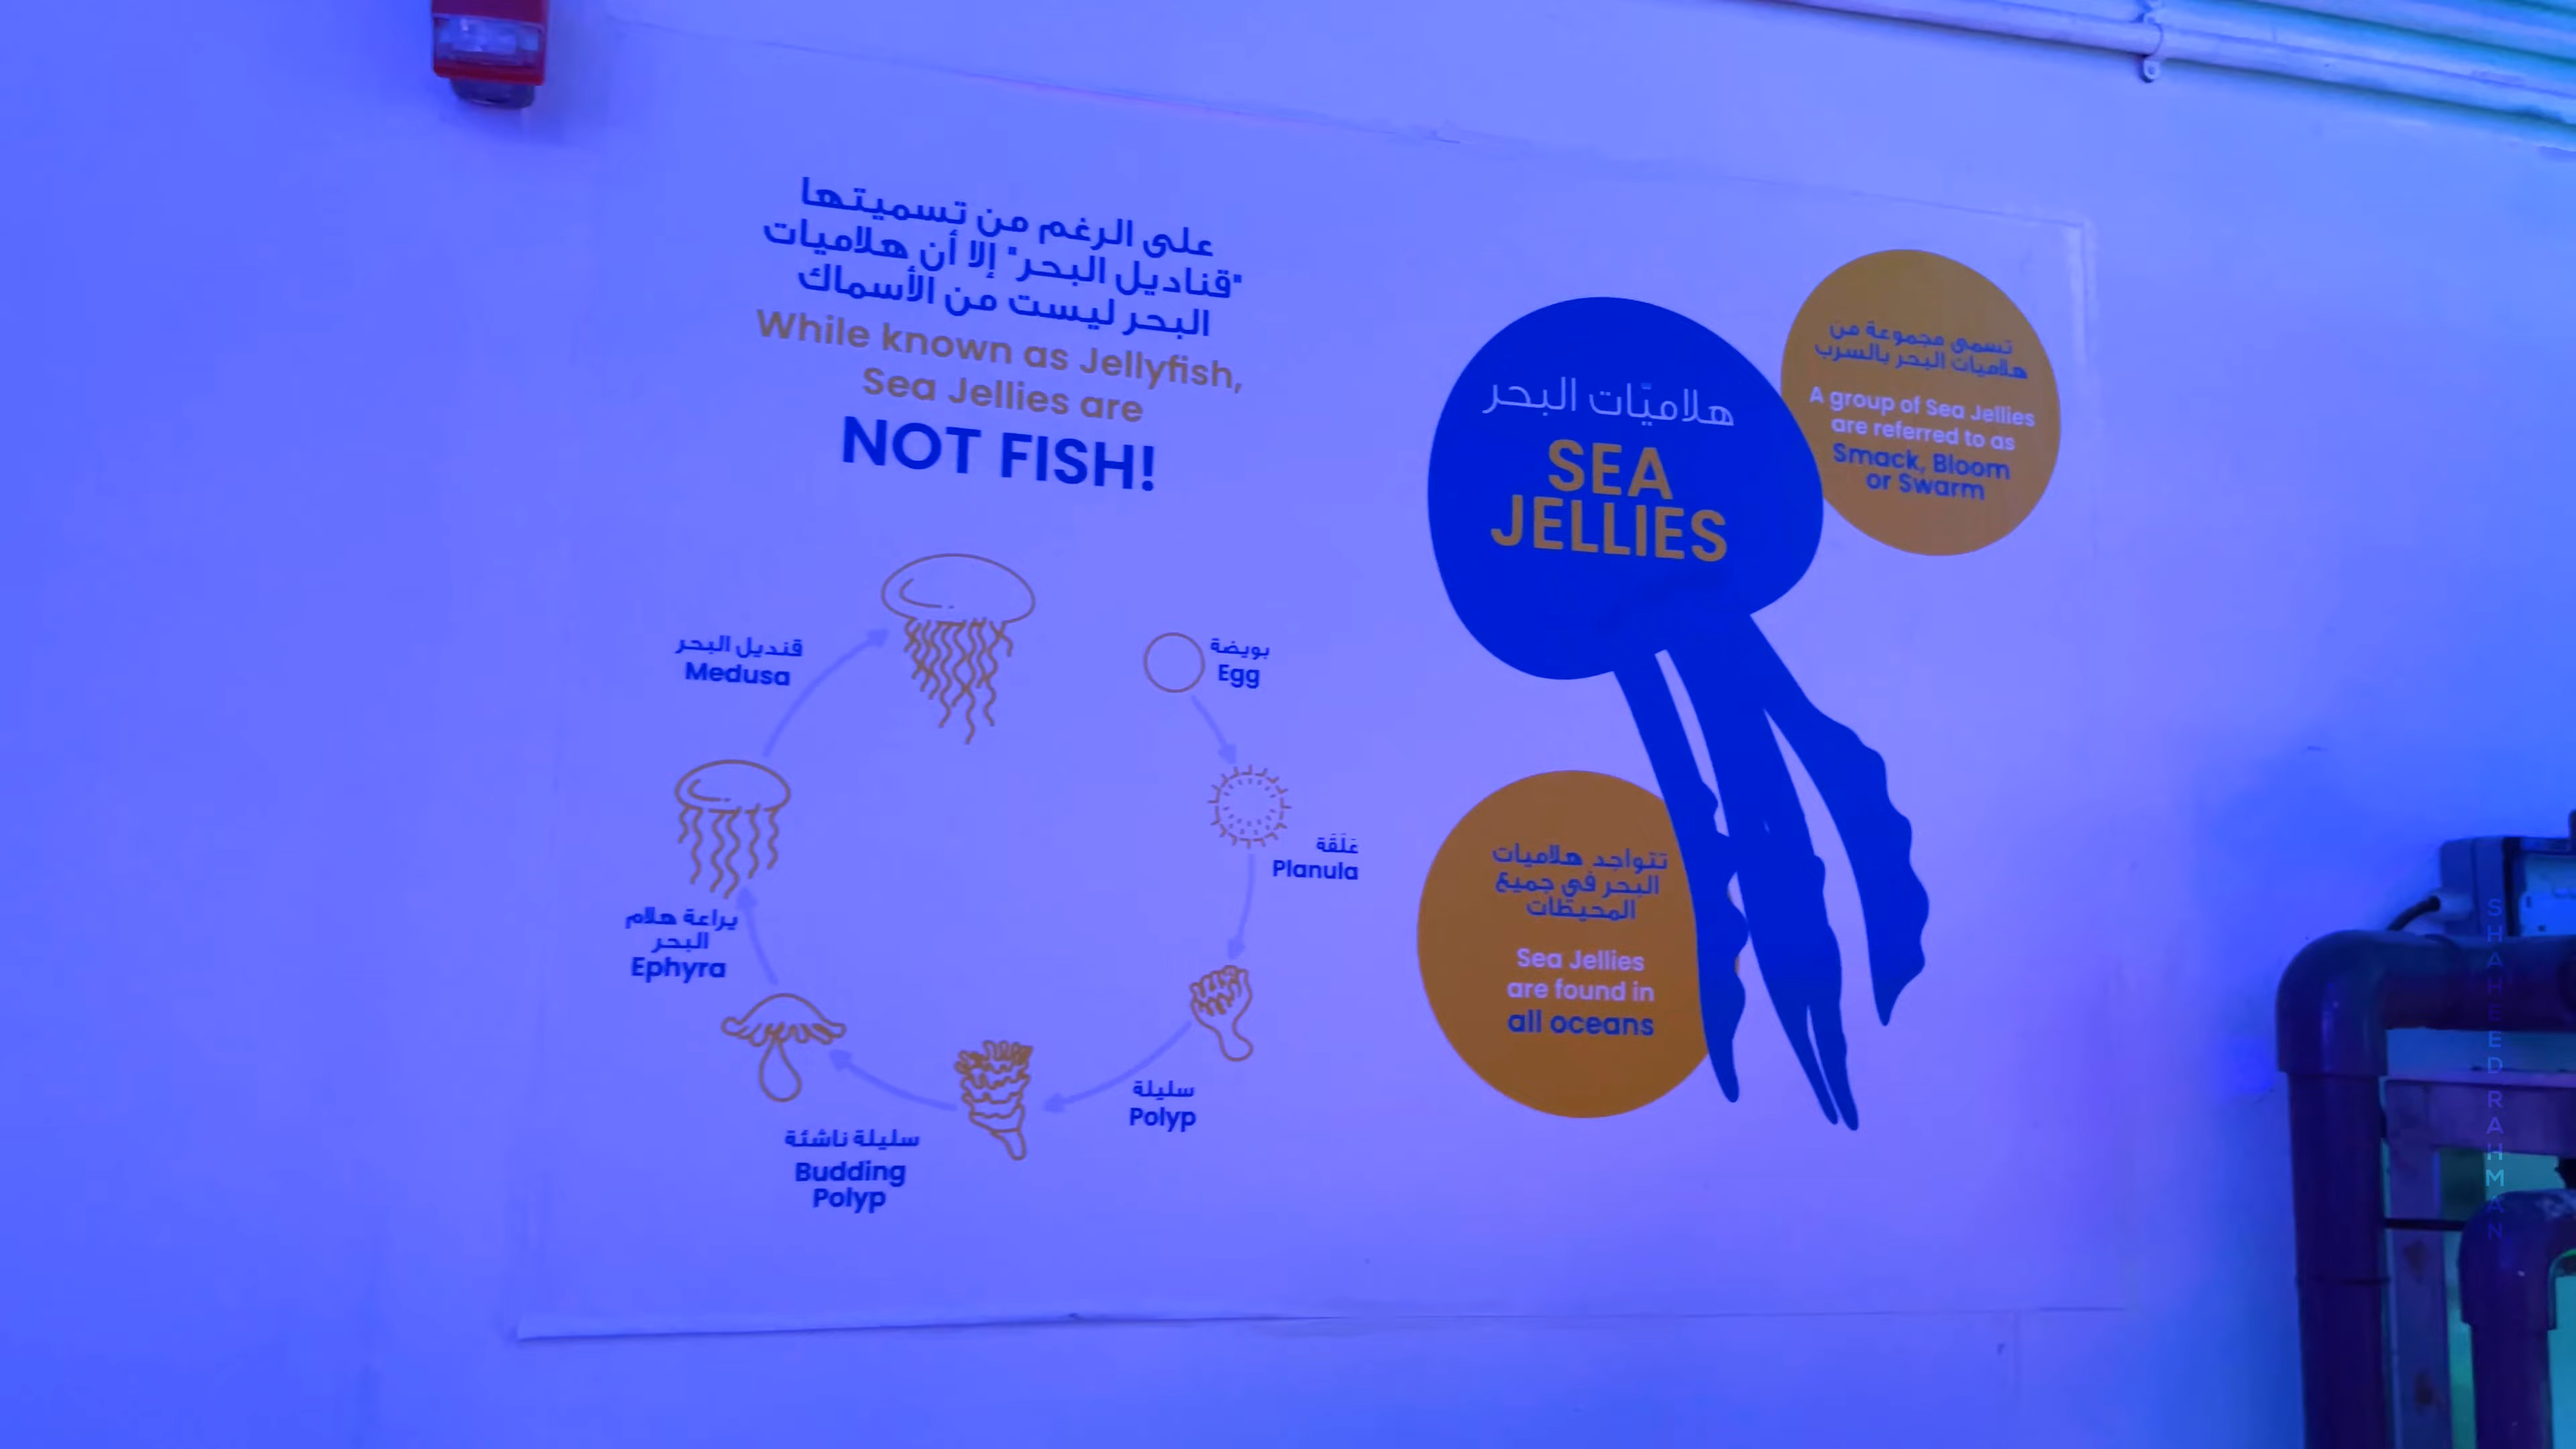 على الرغم من تسميتها
"قناديل البحر" إلا أن هلاميات
البحر ليست من الأسماك
While known as Jellyfish,
Sea Jellies are
NOT FISH!
هلاميّات البحر
SEA
JELLIES
تسمى مجموعة من
هلاميات البحر بالسرب
A group of Sea Jellies
are referred to as
Smack, Bloom
or Swarm
بويضة
Egg
عَلَقَة
Planula
سليلة
Polyp
سليلة ناشئة
Budding
Polyp
يراعة هلام
البحر
Ephyra
قنديل البحر
Medusa
تتواجد هلاميات
البحر في جميع
المحيطات
Sea Jellies
are found in
all oceans
SHAHEEDRAHMAN